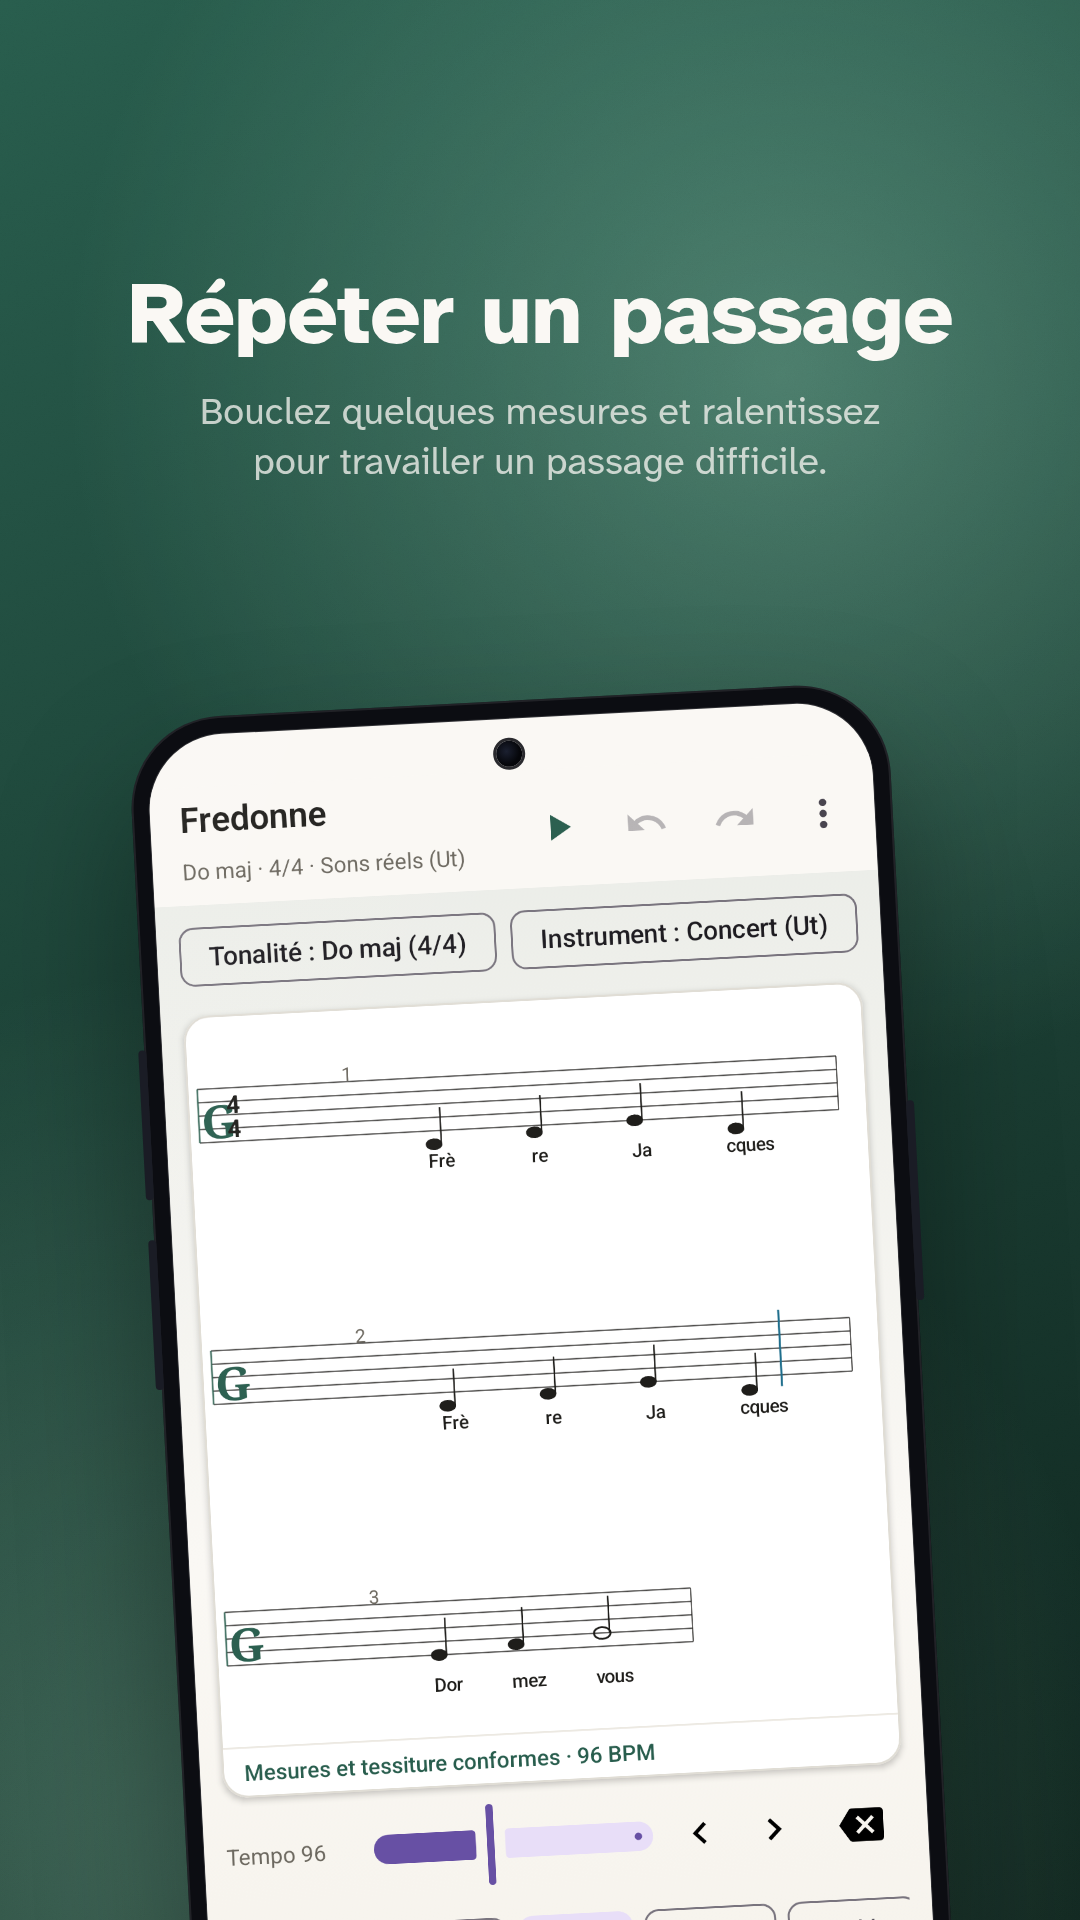 Répéter un passage
Bouclez quelques mesures et ralentissez
pour travailler un passage difficile.
Fredonne
Do maj · 4/4 · Sons réels (Ut)
Tonalité : Do maj (4/4)
Instrument : Concert (Ut)
1
G 4
4
Frè re Ja cques
2
G
Frè re Ja cques
3
G
Dor mez vous
Mesures et tessiture conformes · 96 BPM
Tempo 96